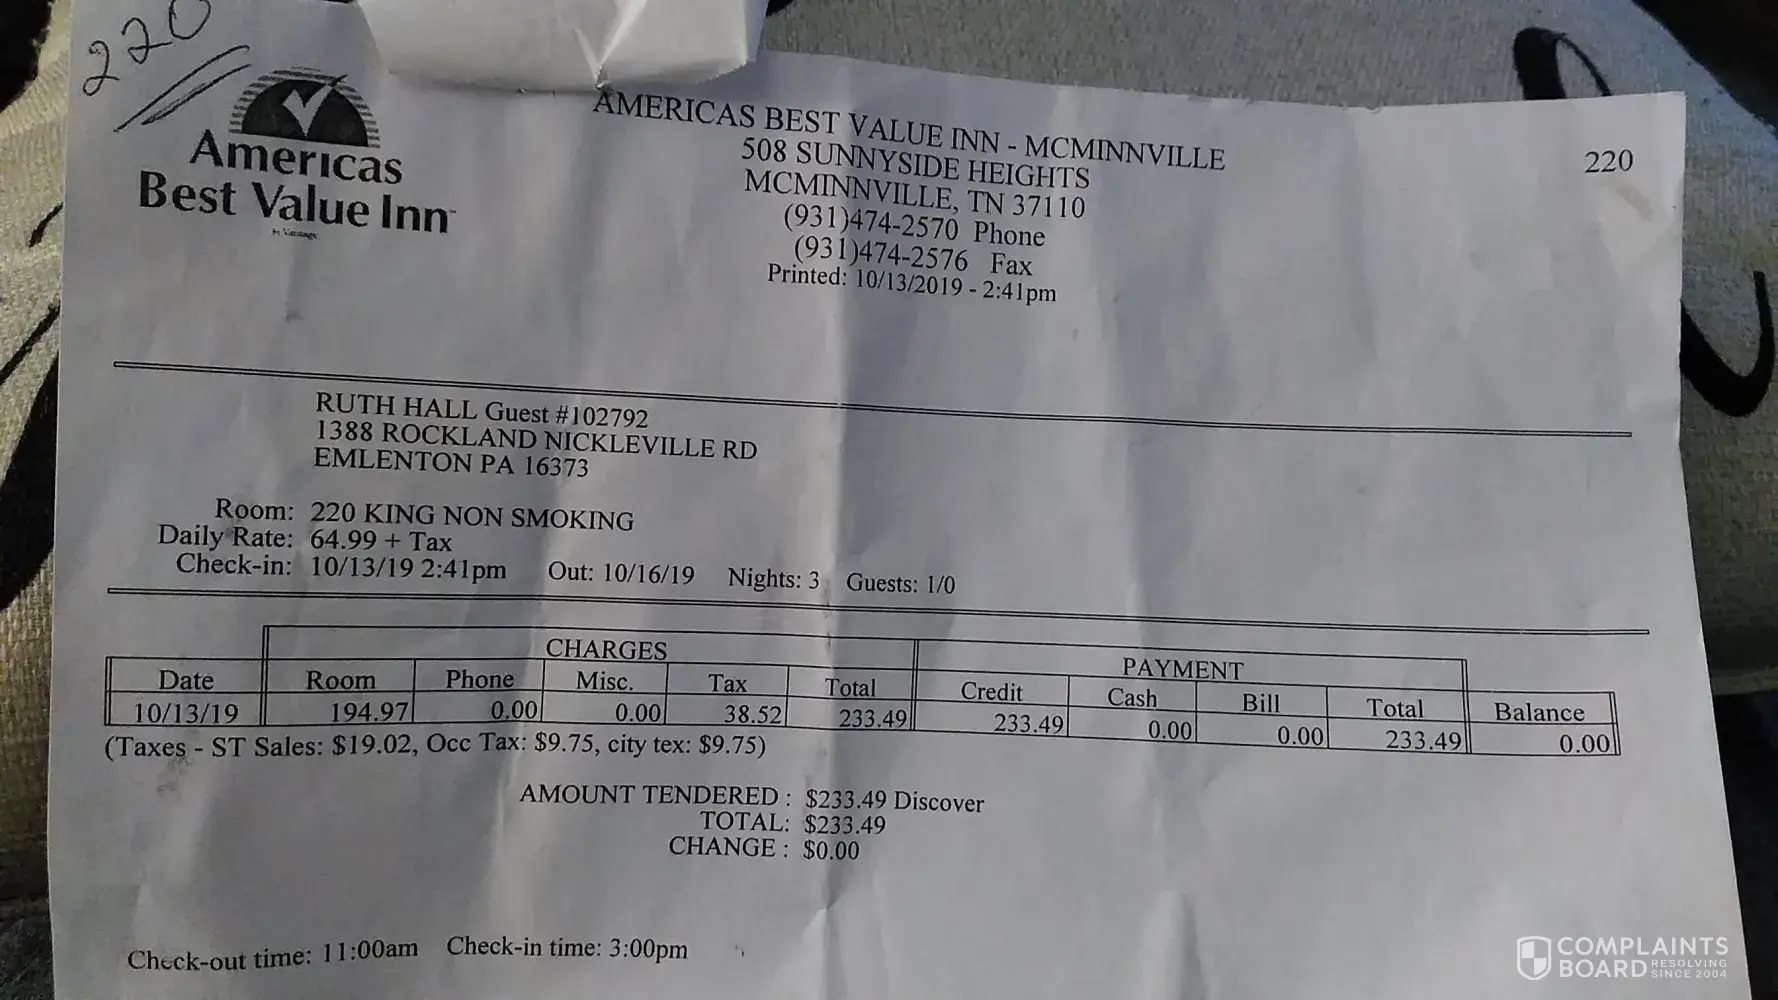 220
Americas
Best Value Inn
by Vantage
AMERICAS BEST VALUE INN - MCMINNVILLE
508 SUNNYSIDE HEIGHTS
MCMINNVILLE, TN 37110
(931)474-2570 Phone
(931)474-2576 Fax
Printed: 10/13/2019 - 2:41pm
220
RUTH HALL Guest #102792
1388 ROCKLAND NICKLEVILLE RD
EMLENTON PA 16373
Room: 220 KING NON SMOKING
Daily Rate: 64.99 + Tax
Check-in: 10/13/19 2:41pm Out: 10/16/19 Nights: 3 Guests: 1/0
CHARGES PAYMENT
Date Room Phone Misc. Tax Total Credit Cash Bill Total Balance
10/13/19 194.97 0.00 0.00 38.52 233.49 233.49 0.00 0.00 233.49 0.00
(Taxes - ST Sales: $19.02, Occ Tax: $9.75, city tex: $9.75)
AMOUNT TENDERED : $233.49 Discover
TOTAL: $233.49
CHANGE : $0.00
Check-out time: 11:00am Check-in time: 3:00pm
COMPLAINTS
BOARD RESOLVING
SINCE 2004